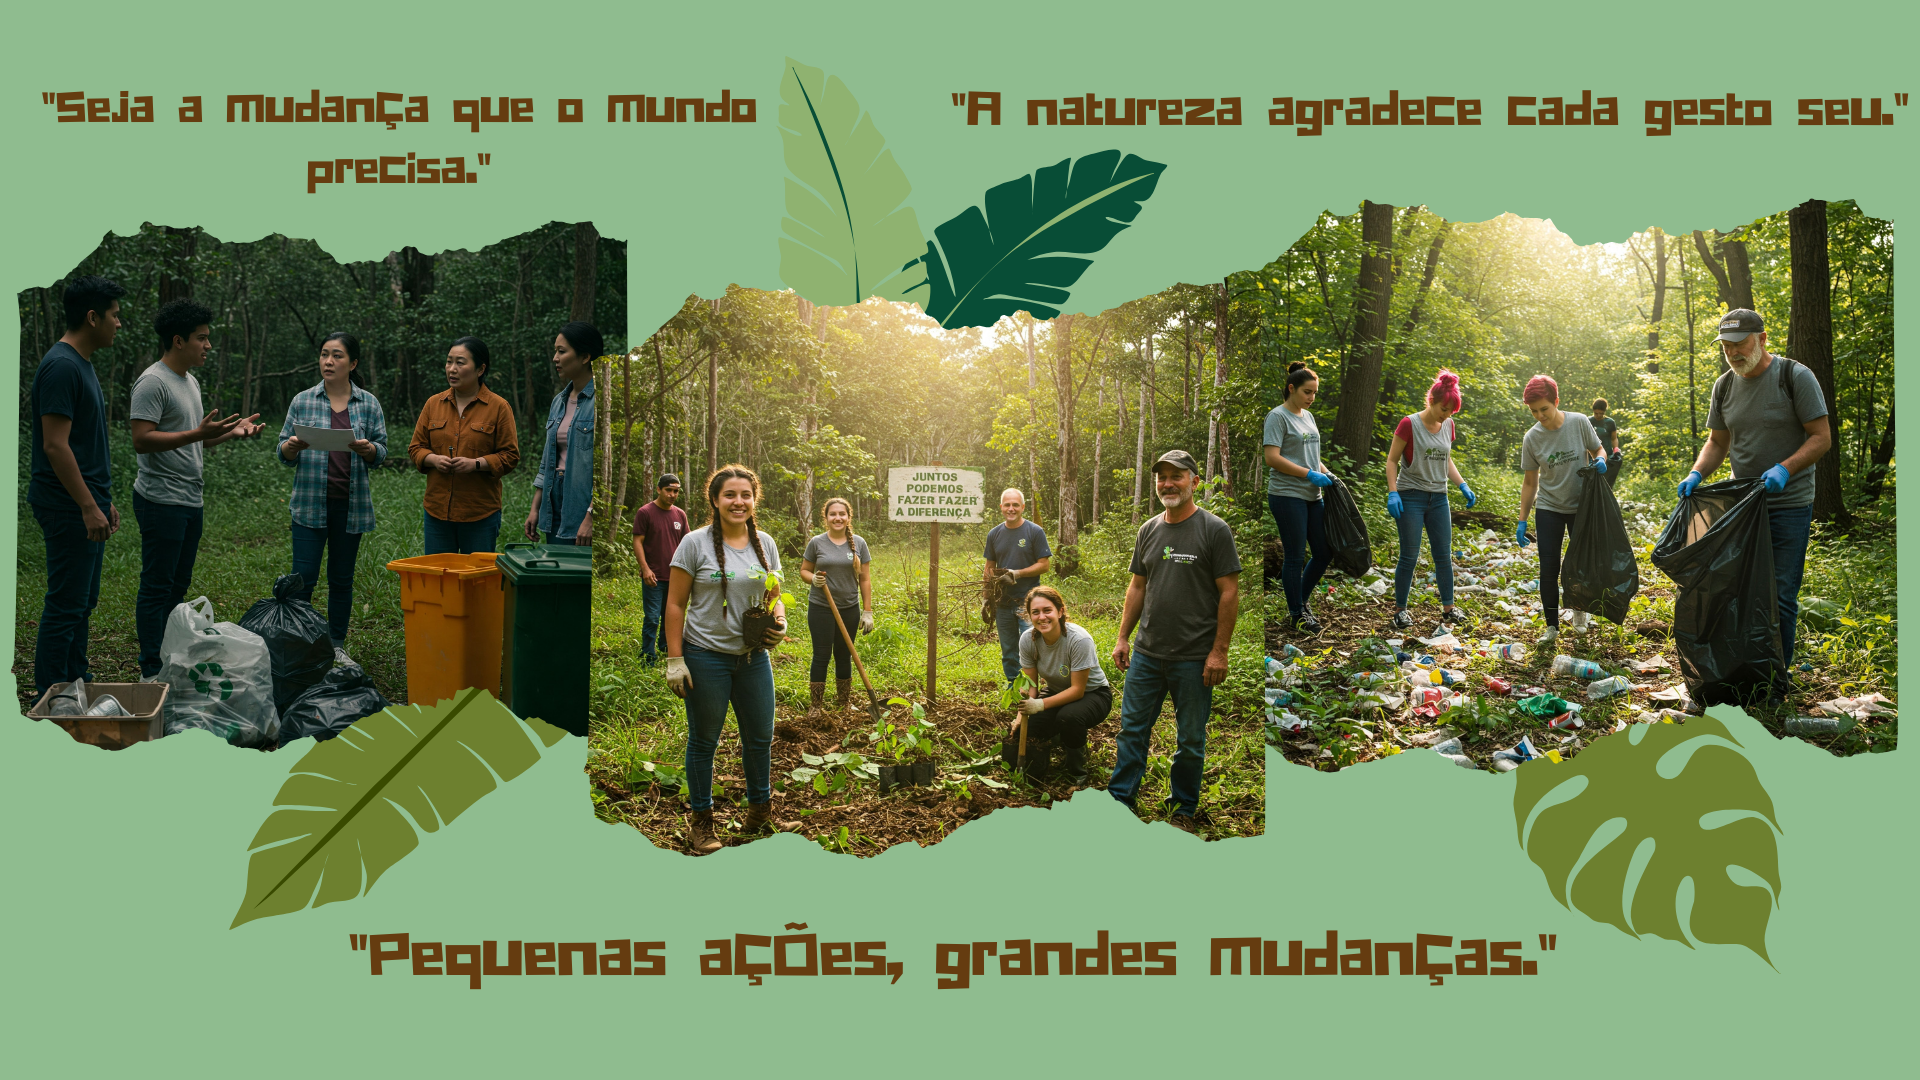 "Seja a mudança que o mundo
precisa."
"A natureza agradece cada gesto seu."
JUNTOS
PODEMOS
FAZER FAZER
A DIFERENÇA
"Pequenas ações, grandes mudanças."